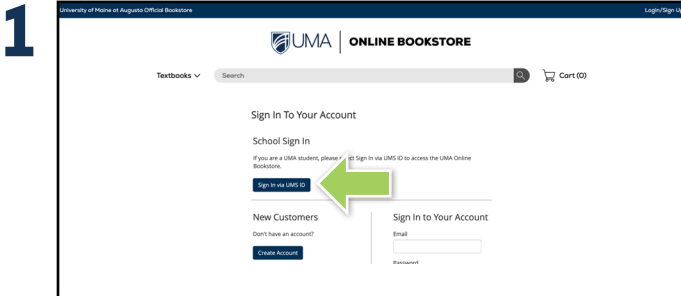 1
University of Maine at Augusta Official Bookstore
Login/Sign Up
UMA | ONLINE BOOKSTORE
Textbooks
Search
Cart (0)
Sign In To Your Account
School Sign In
If you are a UMA student, please Sign In via UMS ID to access the UMA Online
Bookstore.
Sign In via UMS ID
New Customers
Don't have an account?
Create Account
Sign In to Your Account
Email
Password